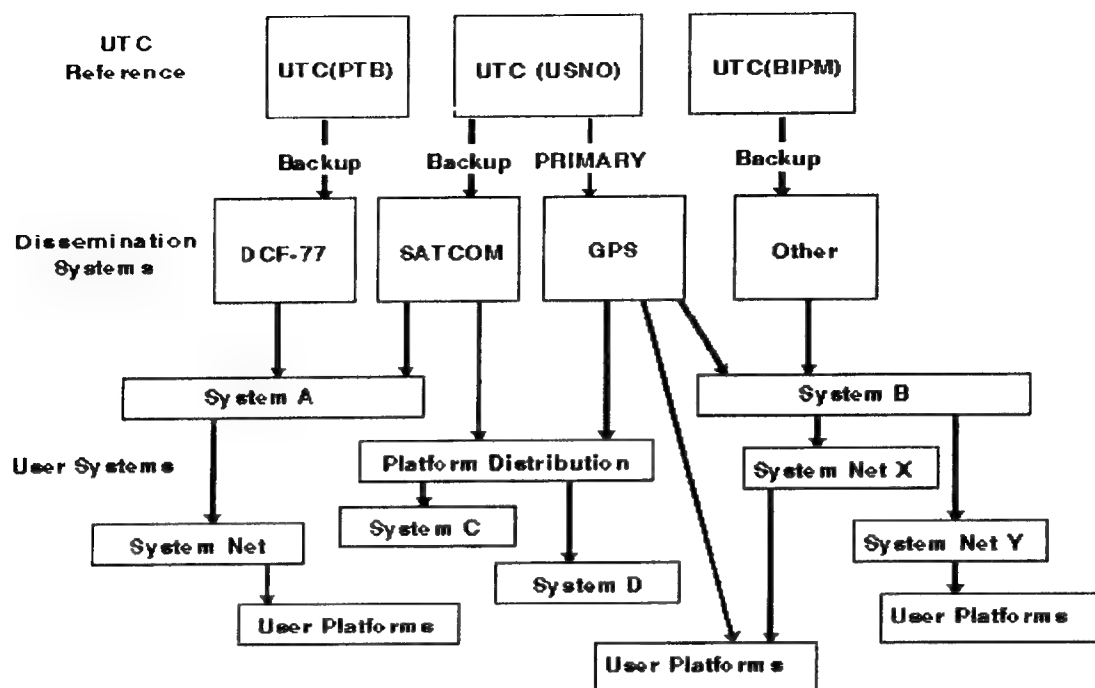 UTC
Reference
UTC(PTB)
UTC (USNO)
UTC(BIPM)
Backup
Backup
PRIMARY
Backup
Dissemination
Systems
DCF-77
SATCOM
GPS
Other
System A
System B
User Systems
Platform Distribution
System Net X
System C
System Net
System Net Y
System D
User Platforms
User Platforms
User Platforms